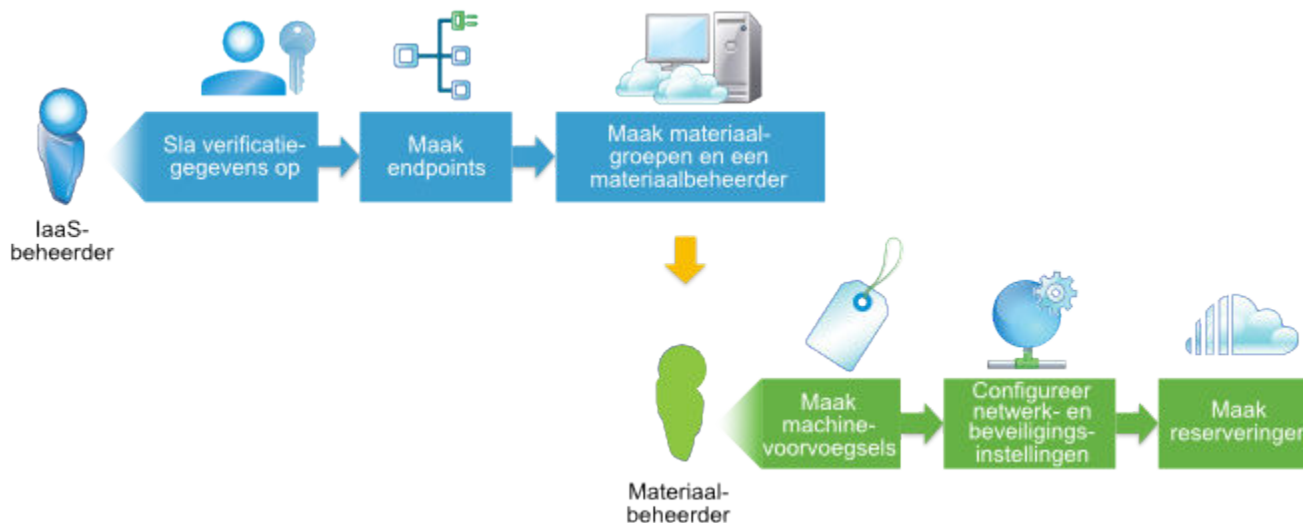 Sla verificatie-
gegevens op
Maak
endpoints
Maak materiaal-
groepen en een
materiaalbeheerder
IaaS-
beheerder
Maak
machine-
voorvoegsels
Configureer
netwerk- en
beveiligings-
instellingen
Maak
reserveringen
Materiaal-
beheerder